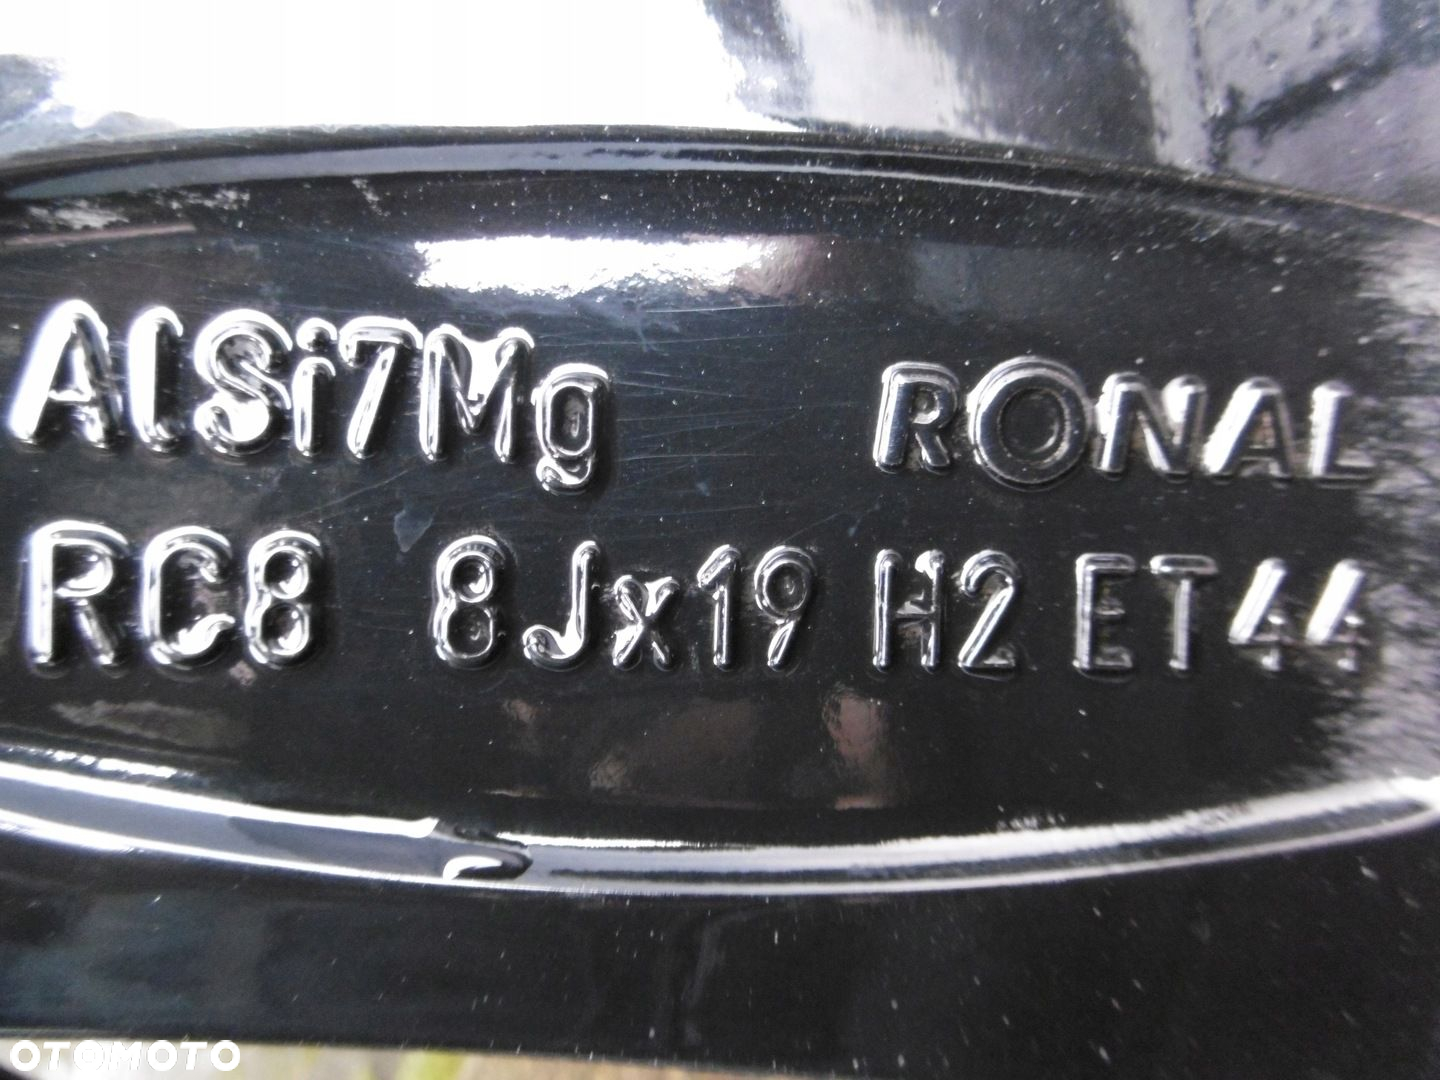 AlSi7Mg RONAL
RC8 8Jx19 H2 ET44
OTOMOTO